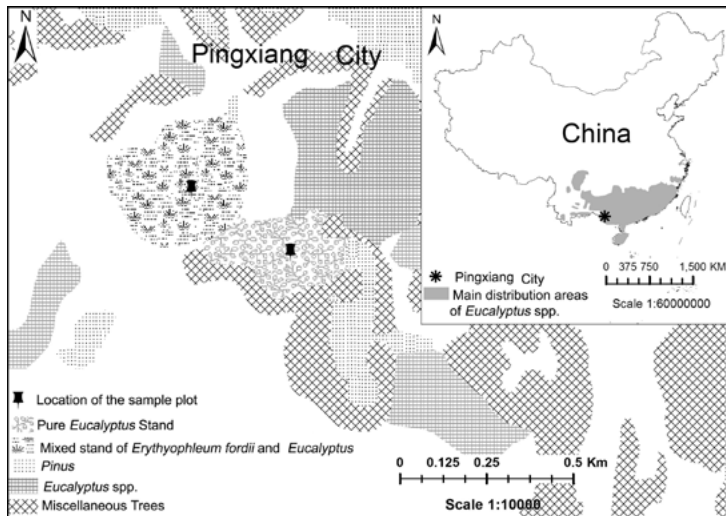 N
Pingxiang City
N
China
Pingxiang City
Main distribution areas
of Eucalyptus spp.
0 375 750 1,500 KM
Scale 1:60000000
Location of the sample plot
Pure Eucalyptus Stand
Mixed stand of Erythyophleum fordii and Eucalyptus
Pinus
Eucalyptus spp.
Miscellaneous Trees
0 0.125 0.25 0.5 Km
Scale 1:10000